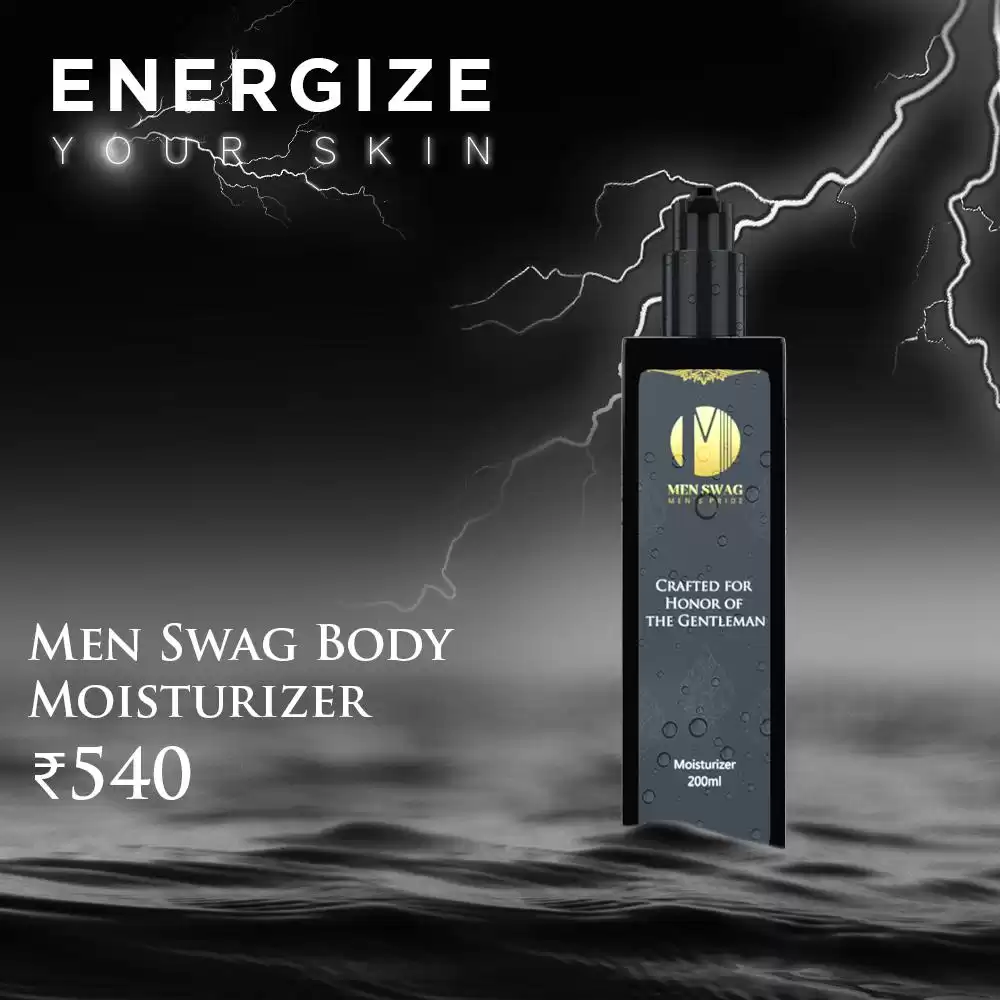 ENERGIZE
YOUR SKIN
MEN SWAG
MEN'S PRIDE
CRAFTED FOR
HONOR OF
THE GENTLEMAN
MEN SWAG BODY
MOISTURIZER
₹540
Moisturizer
200ml